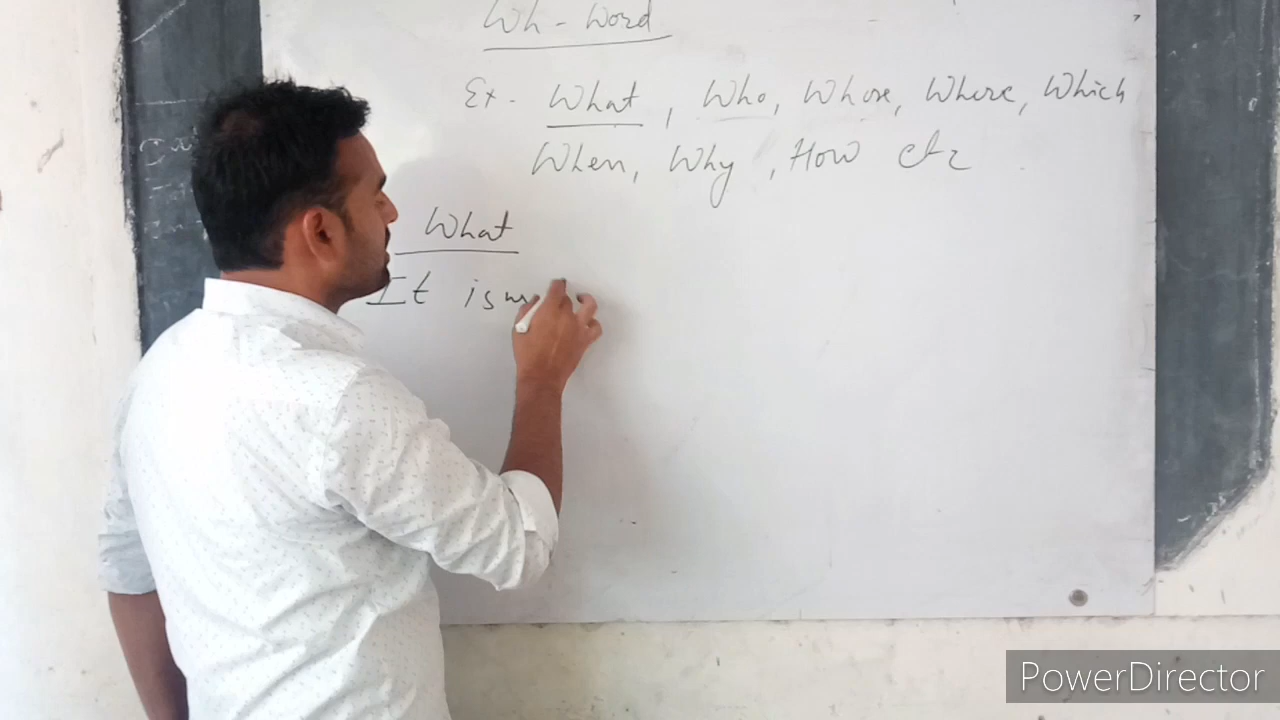 Wh - Word
Ex - What, Who, Whose, Where, Which
When, Why, How etc
What
It is
PowerDirector